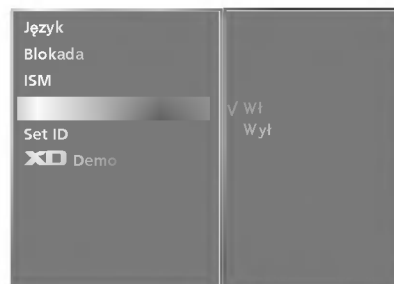 Język
Blokada
ISM
√ Wł
Wył
Set ID
XD Demo